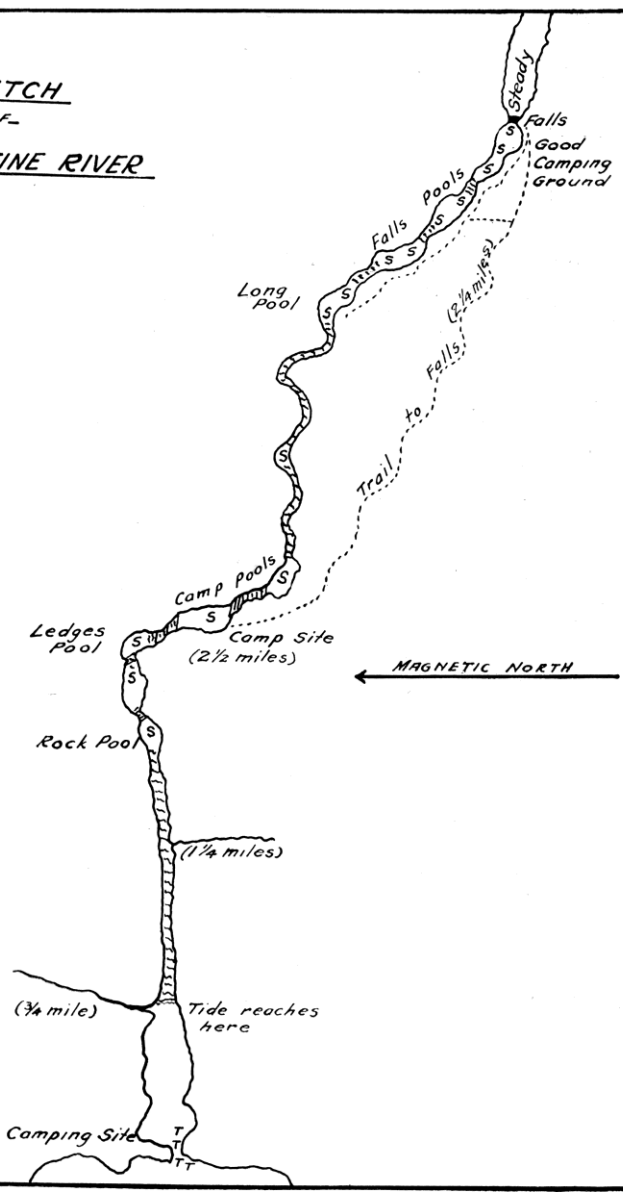 ETCH
F-
INE RIVER
Steady
Falls
Good
Camping
Ground
S
S
S
Falls Pools
S
S
S
S
Long
Pool
S
S
(2¼ miles)
Trail to Falls
S
Camp Pools
S
S
Camp Site
(2½ miles)
Ledges
Pool
S
S
MAGNETIC NORTH
Rock Pool
S
(1¼ miles)
(¾ mile)
Tide reaches
here
Camping Site
T
T
T T